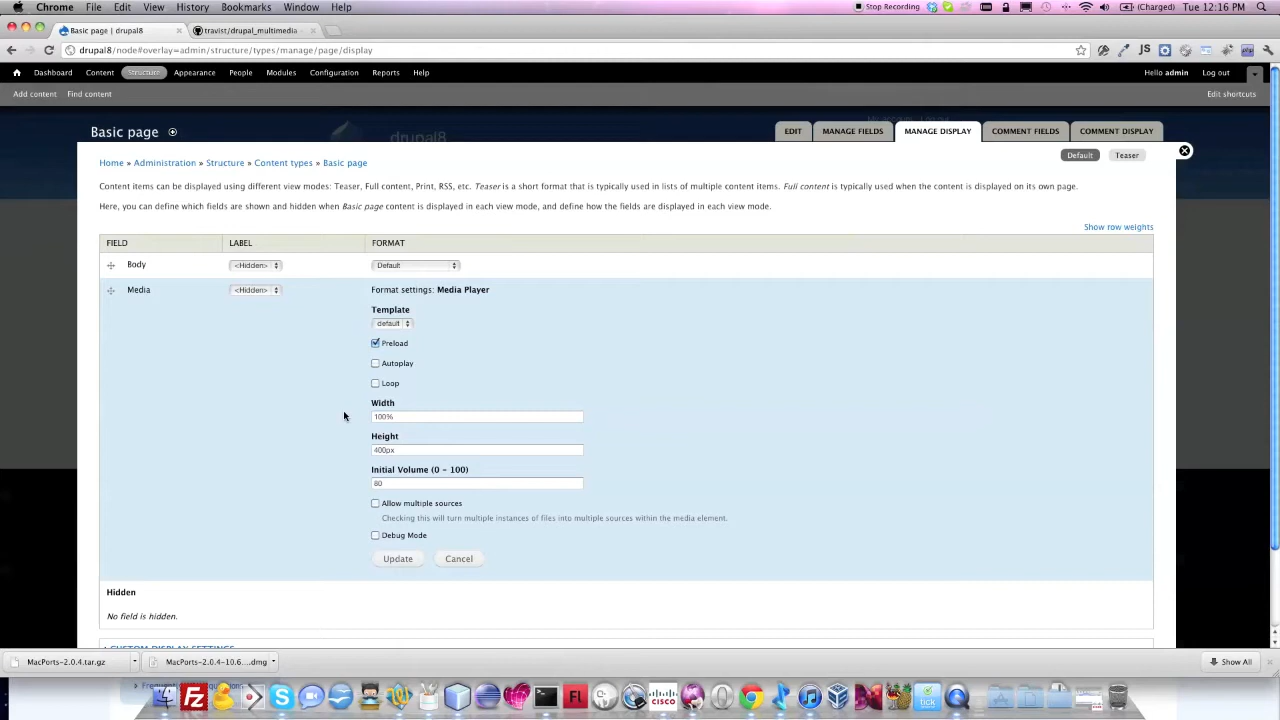 Chrome File Edit View History Bookmarks Window Help Stop Recording (Charged) Tue 12:16 PM
Basic page | drupal8 travist/drupal_multimedia
drupal8/node#overlay=admin/structure/types/manage/page/display
Dashboard Content Structure Appearance People Modules Configuration Reports Help Hello admin Log out
Add content Find content Edit shortcuts
drupal8
Basic page EDIT MANAGE FIELDS MANAGE DISPLAY COMMENT FIELDS COMMENT DISPLAY
Default Teaser
Home » Administration » Structure » Content types » Basic page
Content items can be displayed using different view modes: Teaser, Full content, Print, RSS, etc. Teaser is a short format that is typically used in lists of multiple content items. Full content is typically used when the content is displayed on its own page.
Here, you can define which fields are shown and hidden when Basic page content is displayed in each view mode, and define how the fields are displayed in each view mode.
Show row weights
FIELD LABEL FORMAT
Body <Hidden> Default
Media <Hidden> Format settings: Media Player
Template
default
Preload
Autoplay
Loop
Width
100%
Height
400px
Initial Volume (0 - 100)
80
Allow multiple sources
Checking this will turn multiple instances of files into multiple sources within the media element.
Debug Mode
Update Cancel
Hidden
No field is hidden.
CUSTOM DISPLAY SETTINGS
MacPorts-2.0.4.tar.gz MacPorts-2.0.4-10.6....dmg Show All